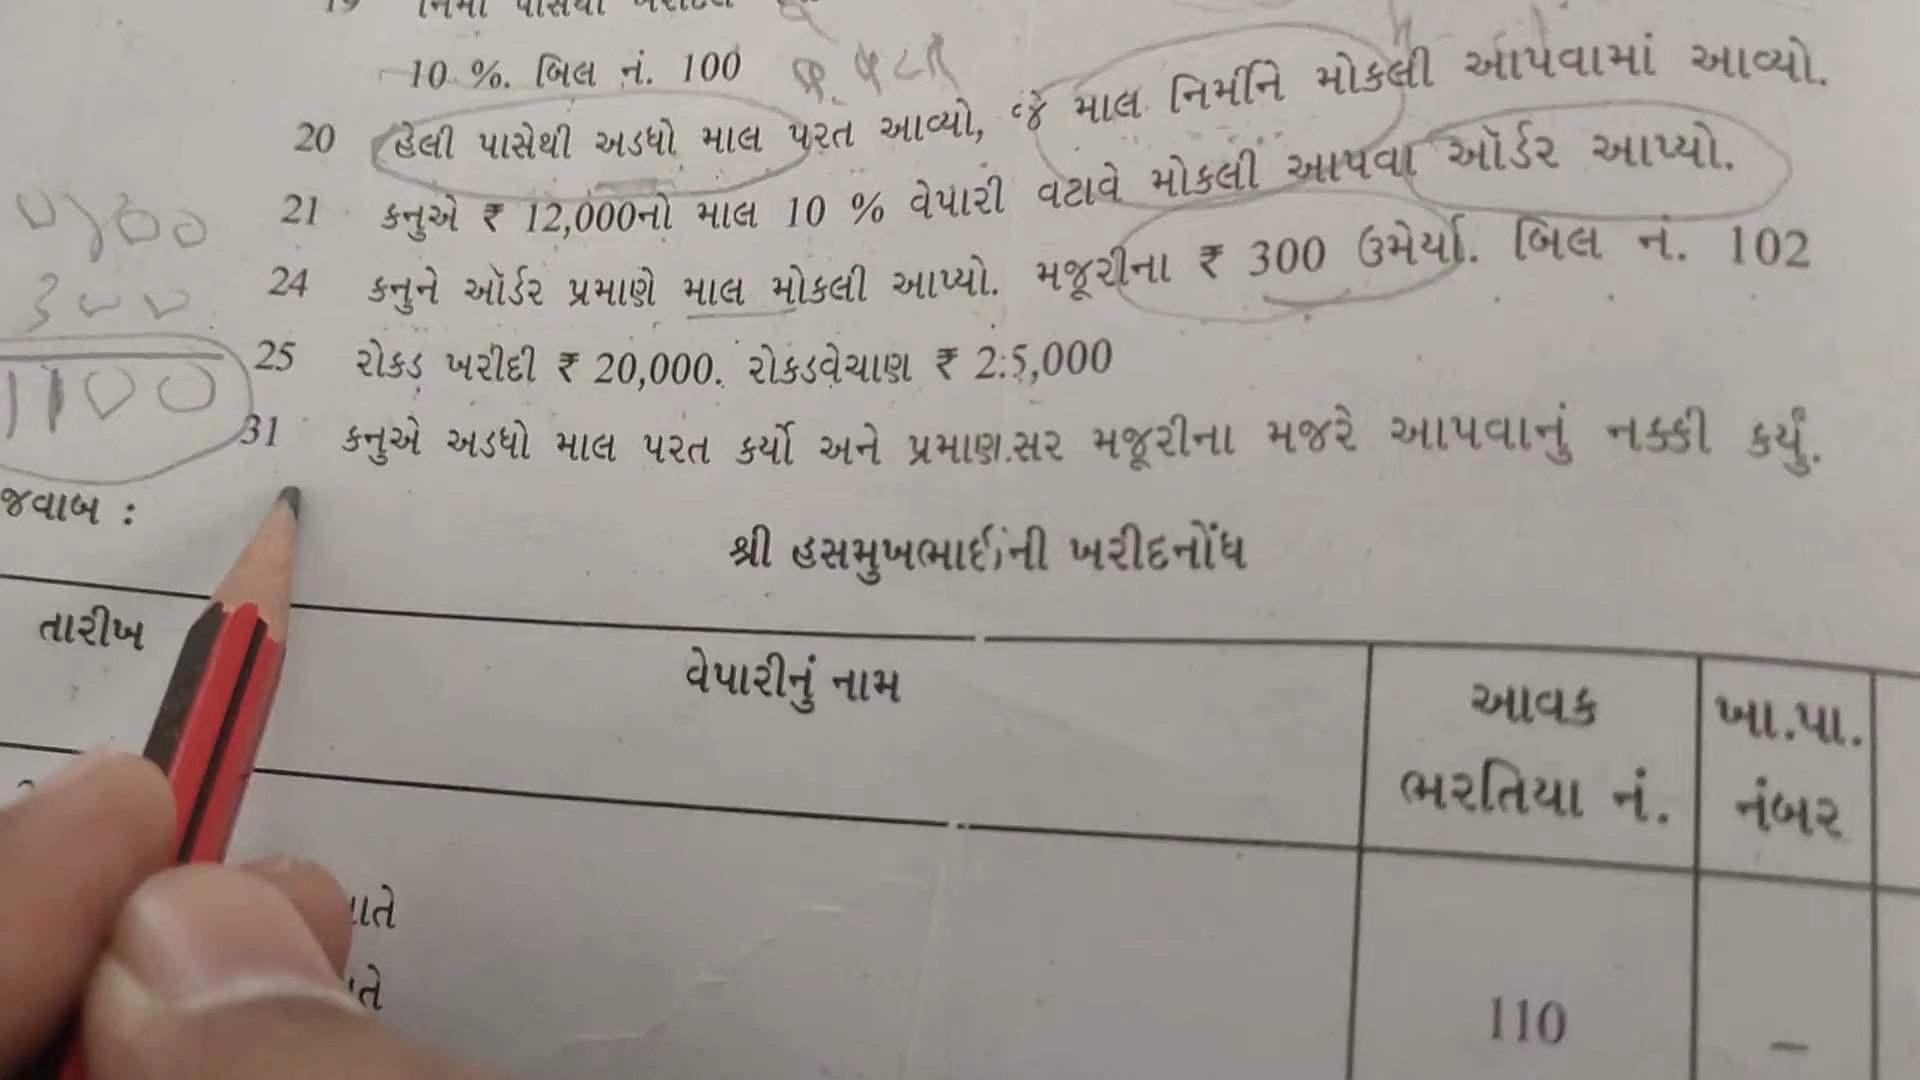 19
10 %. બિલ નં. 100
20 હેલી પાસેથી અડધો માલ પરત આવ્યો, જે માલ નિર્મીને મોકલી આપવામાં આવ્યો.
21 કનુએ ₹ 12,000નો માલ 10 % વેપારી વટાવે મોકલી આપવા ઑર્ડર આપ્યો.
24 કનુને ઑર્ડર પ્રમાણે માલ મોકલી આપ્યો. મજૂરીના ₹ 300 ઉમેર્યા. બિલ નં. 102
300
25 રોકડ ખરીદી ₹ 20,000. રોકડવેચાણ ₹ 25,000
1100
31 કનુએ અડધો માલ પરત કર્યો અને પ્રમાણસર મજૂરીના મજરે આપવાનું નક્કી કર્યું.
જવાબ :
શ્રી હસમુખભાઈની ખરીદનોંધ
તારીખ વેપારીનું નામ આવક ભરતિયા નં. ખા.પા. નંબર
110 –